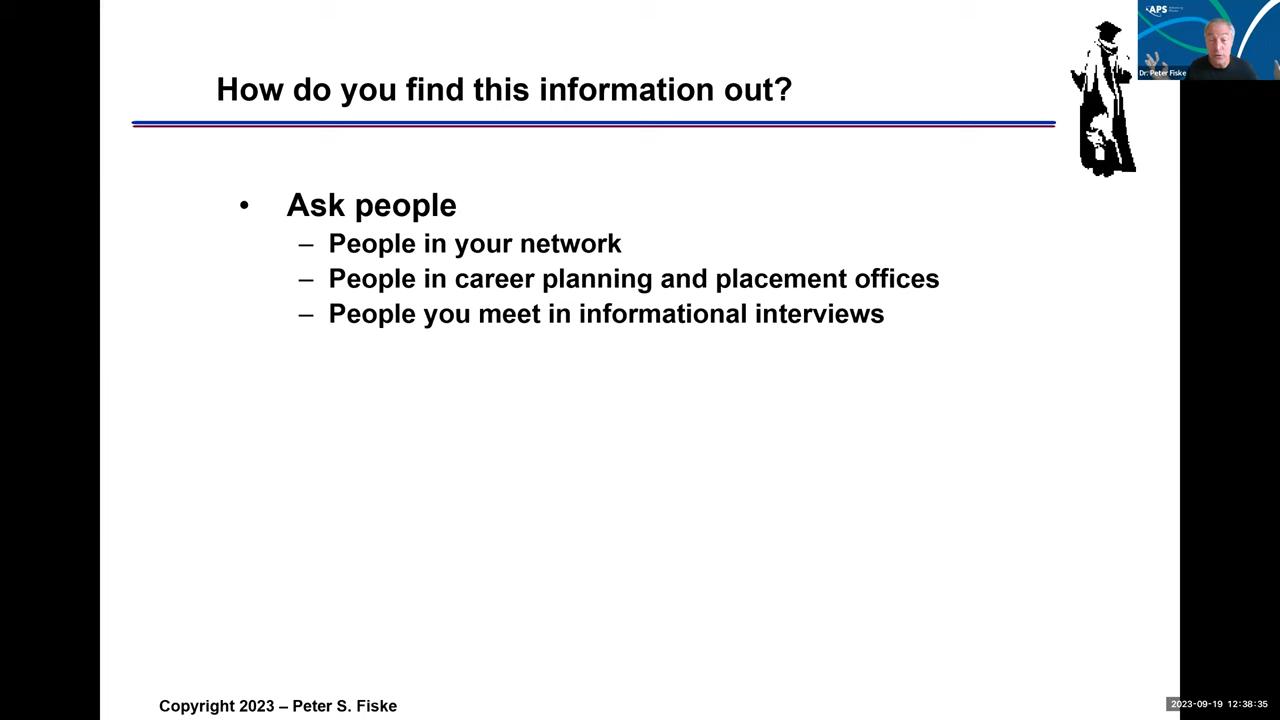 APS
Dr. Peter Fiske
How do you find this information out?
• Ask people
– People in your network
– People in career planning and placement offices
– People you meet in informational interviews
Copyright 2023 – Peter S. Fiske
2023-09-19 12:38:35